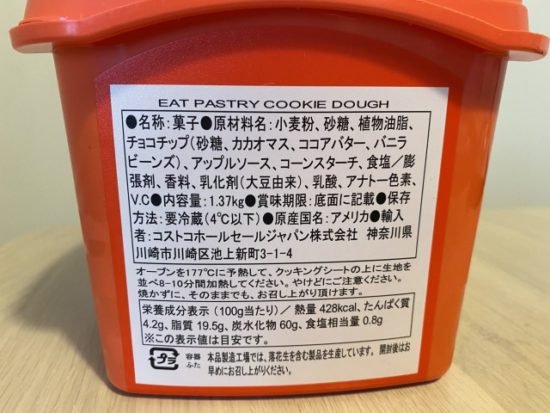 EAT PASTRY COOKIE DOUGH
●名称:菓子●原材料名:小麦粉、砂糖、植物油脂、
チョコチップ(砂糖、カカオマス、ココアバター、バニラ
ビーンズ)、アップルソース、コーンスターチ、食塩／膨
張剤、香料、乳化剤(大豆由来)、乳酸、アナトー色素、
V.C●内容量:1.37kg●賞味期限:底面に記載●保存
方法:要冷蔵(4℃以下)●原産国名:アメリカ●輸入
者:コストコホールセールジャパン株式会社 神奈川県
川崎市川崎区池上新町3-1-4
オーブンを177℃に予熱して、クッキングシートの上に生地を
並べ8-10分間加熱してください。やけどにご注意ください。
焼かずに、そのままでも、お召し上がり頂けます。
栄養成分表示(100g当たり)／熱量 428kcal、たんぱく質
4.2g、脂質 19.5g、炭水化物 60g、食塩相当量 0.8g
※この表示値は目安です。
プラ 容器 ふた 本品製造工場では、落花生を含む製品を生産しています。 開封後はお
早めにお召し上がりください。